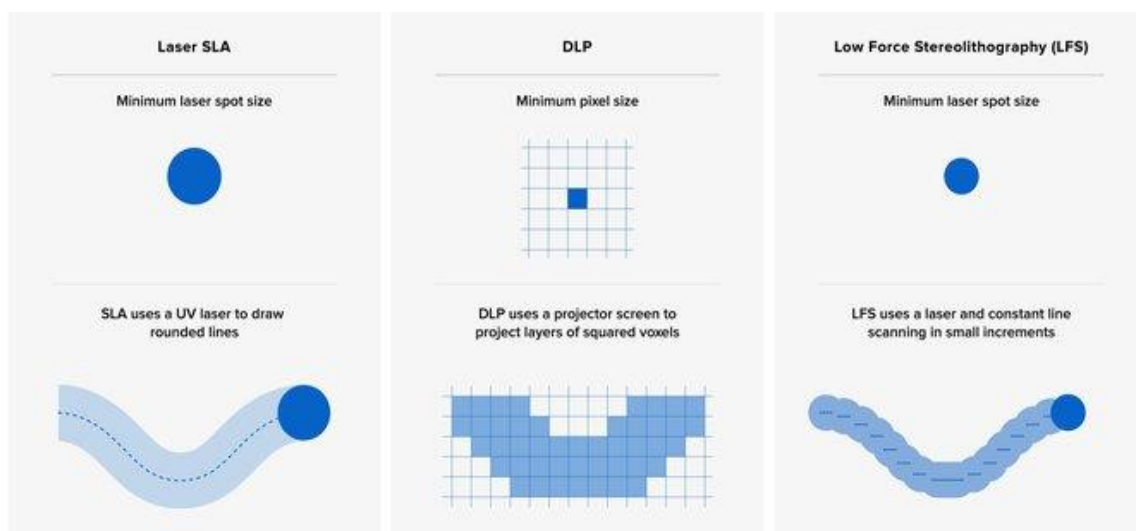 Laser SLA
Minimum laser spot size
SLA uses a UV laser to draw
rounded lines
DLP
Minimum pixel size
DLP uses a projector screen to
project layers of squared voxels
Low Force Stereolithography (LFS)
Minimum laser spot size
LFS uses a laser and constant line
scanning in small increments